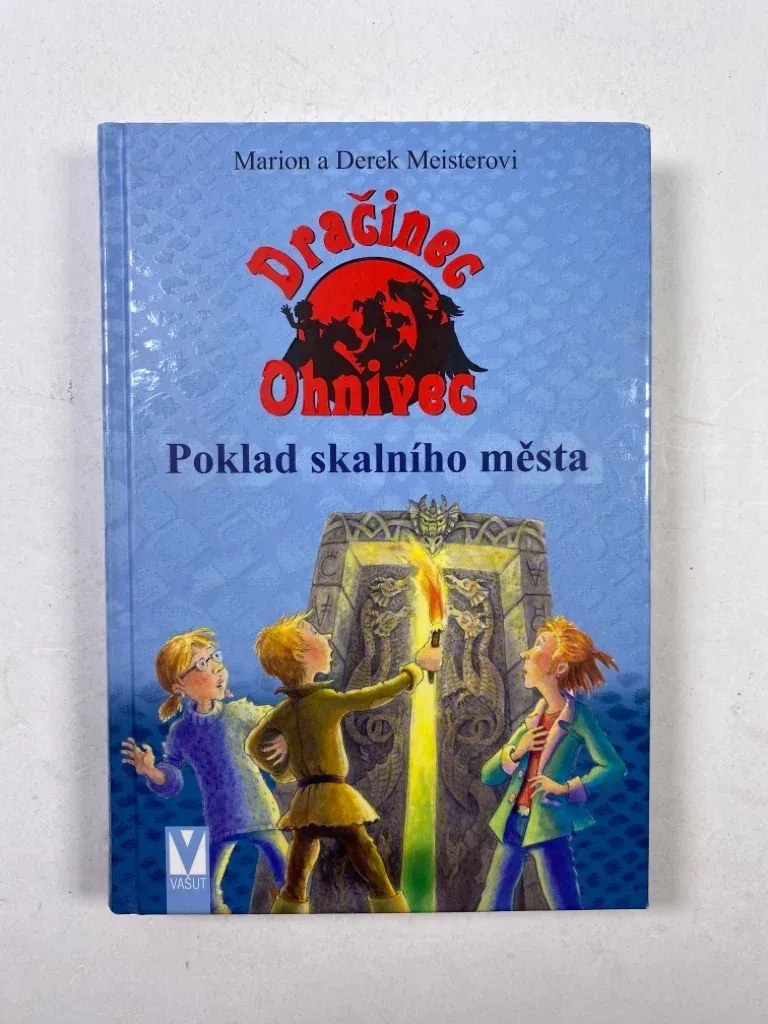 Marion a Derek Meisterovi
Dračinec
Ohnivec
Poklad skalního města
VAŠUT